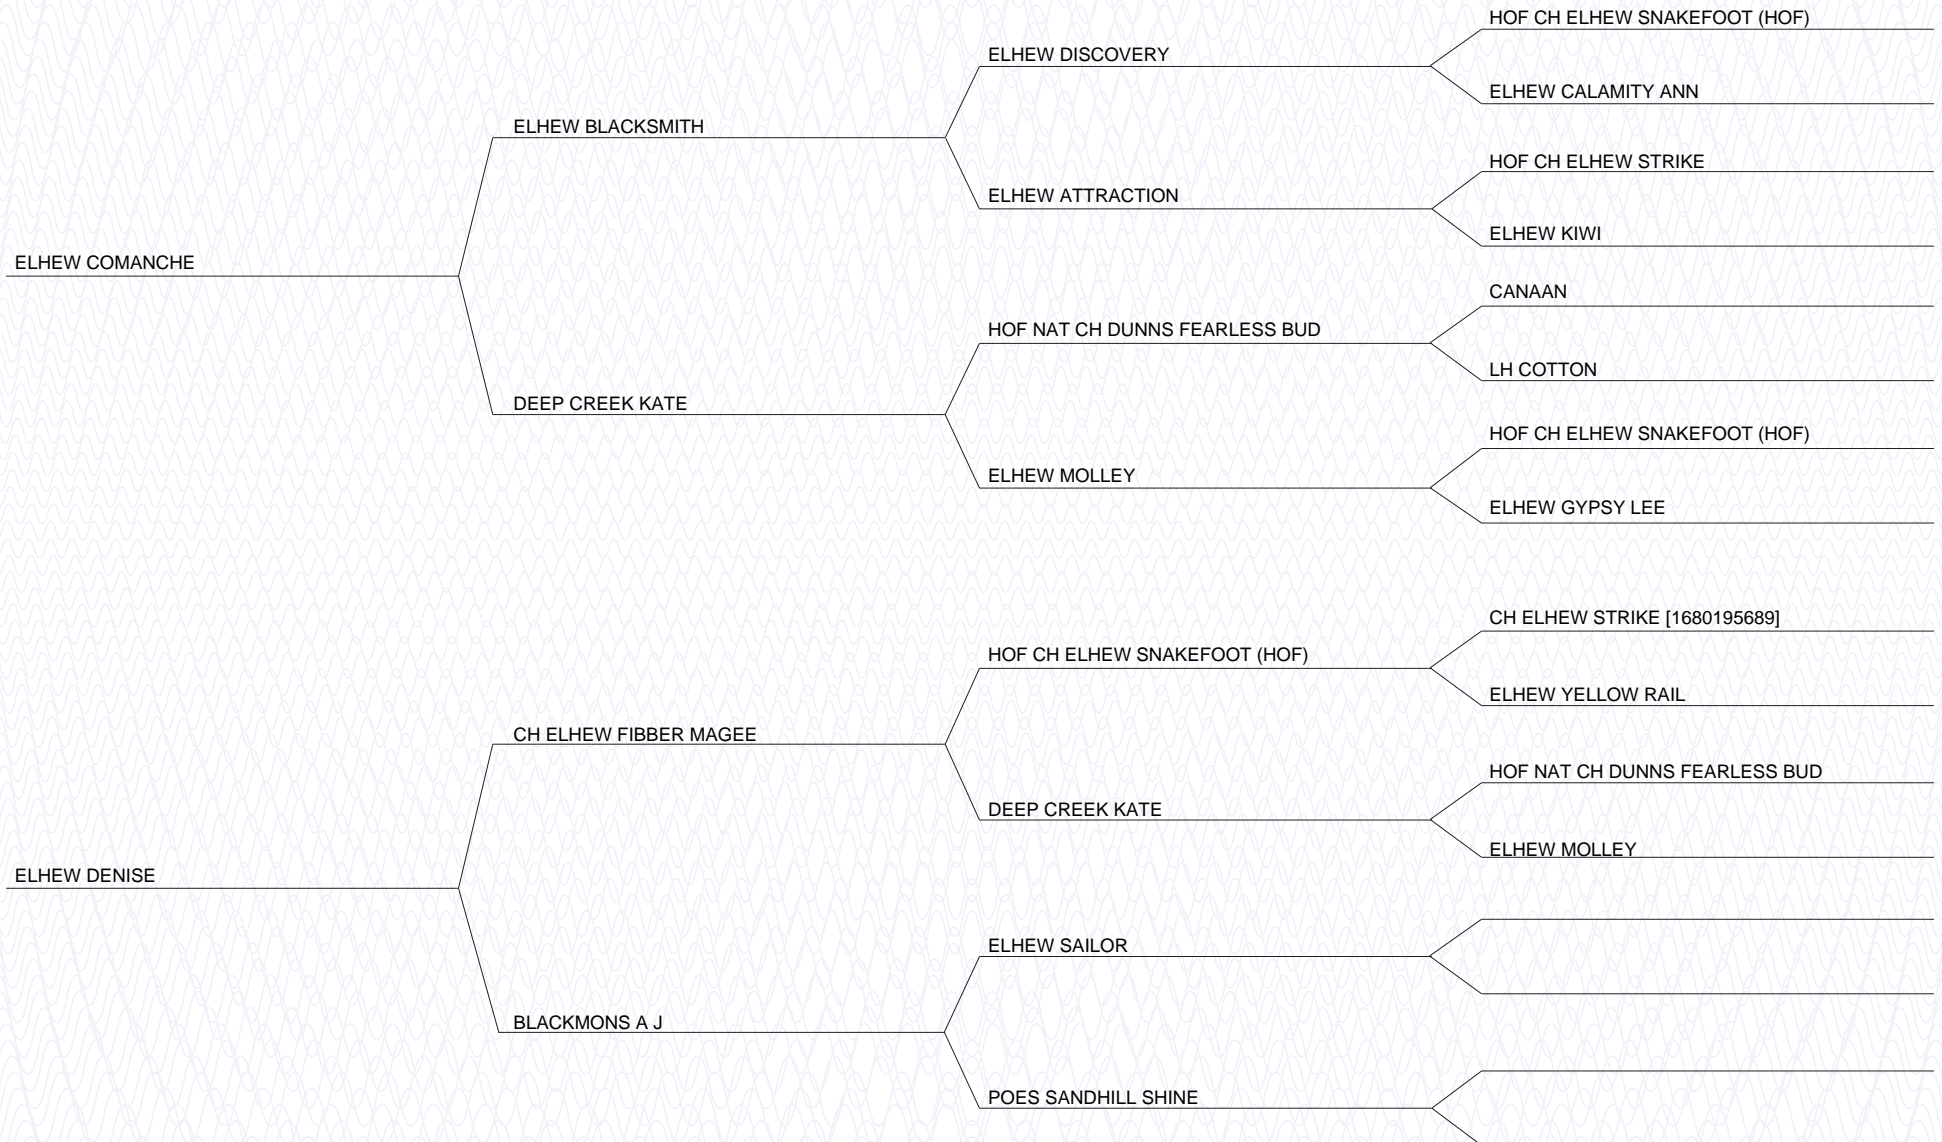 HOF CH ELHEW SNAKEFOOT (HOF)
ELHEW DISCOVERY
ELHEW CALAMITY ANN
ELHEW BLACKSMITH
HOF CH ELHEW STRIKE
ELHEW ATTRACTION
ELHEW KIWI
ELHEW COMANCHE
CANAAN
HOF NAT CH DUNNS FEARLESS BUD
LH COTTON
DEEP CREEK KATE
HOF CH ELHEW SNAKEFOOT (HOF)
ELHEW MOLLEY
ELHEW GYPSY LEE
CH ELHEW STRIKE [1680195689]
HOF CH ELHEW SNAKEFOOT (HOF)
ELHEW YELLOW RAIL
CH ELHEW FIBBER MAGEE
HOF NAT CH DUNNS FEARLESS BUD
DEEP CREEK KATE
ELHEW MOLLEY
ELHEW DENISE
ELHEW SAILOR
BLACKMONS A J
POES SANDHILL SHINE